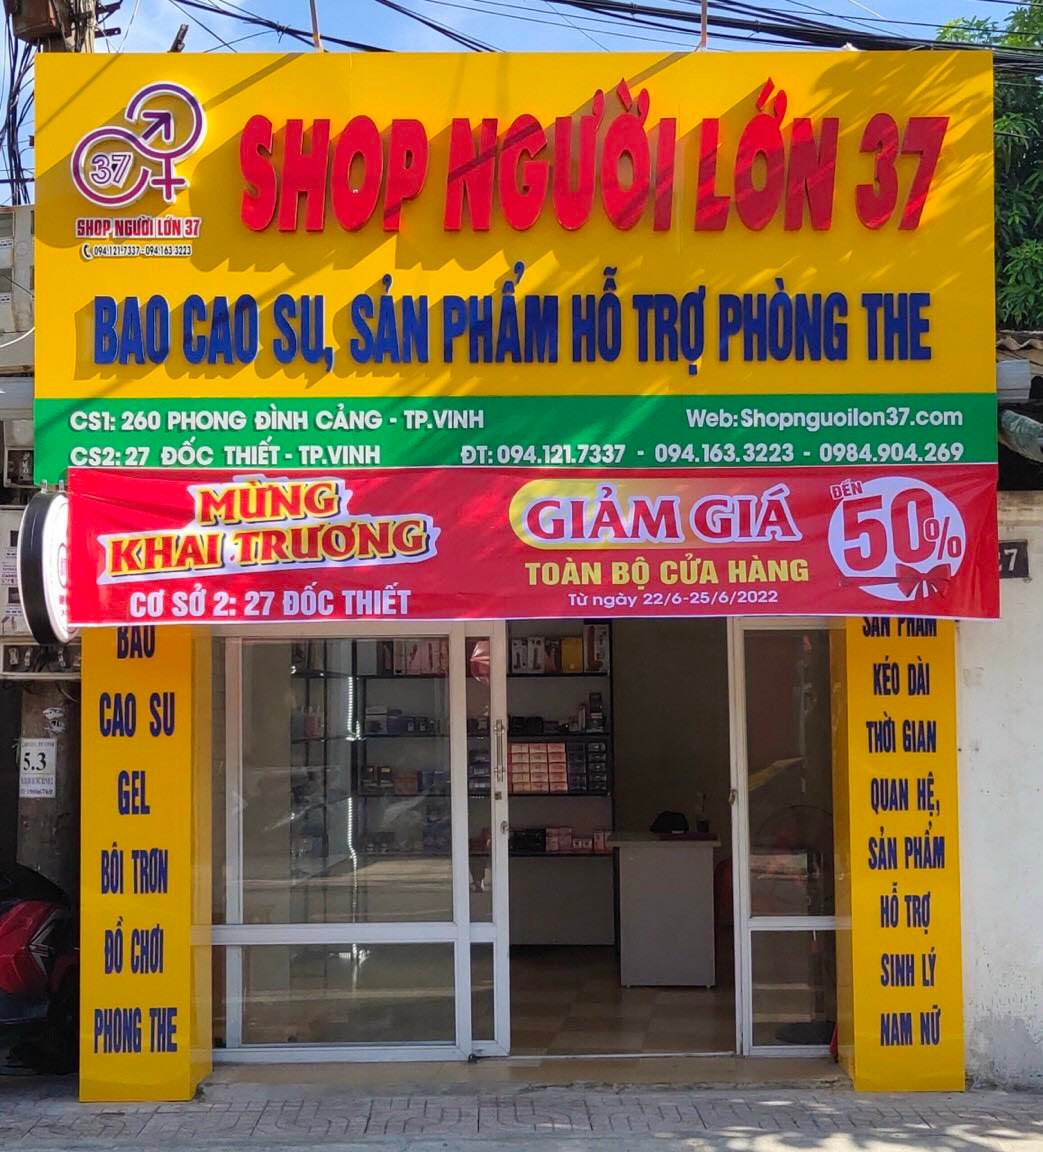 SHOP NGƯỜI LỚN 37
37
SHOP NGƯỜI LỚN 37
094.121.7337 - 094.163.3223
BAO CAO SU, SẢN PHẨM HỖ TRỢ PHÒNG THE
CS1: 260 PHONG ĐÌNH CẢNG - TP.VINH
Web: Shopnguoilon37.com
CS2: 27 ĐỐC THIẾT - TP.VINH
ĐT: 094.121.7337 - 094.163.3223 - 0984.904.269
MỪNG
KHAI TRƯƠNG
CƠ SỞ 2: 27 ĐỐC THIẾT
GIẢM GIÁ
ĐẾN
50%
TOÀN BỘ CỬA HÀNG
Từ ngày 22/6-25/6/2022
BAO
CAO SU
GEL
BÔI TRƠN
ĐỒ CHƠI
PHÒNG THE
SẢN PHẨM
KÉO DÀI
THỜI GIAN
QUAN HỆ,
SẢN PHẨM
HỖ TRỢ
SINH LÝ
NAM NỮ
5.3
7